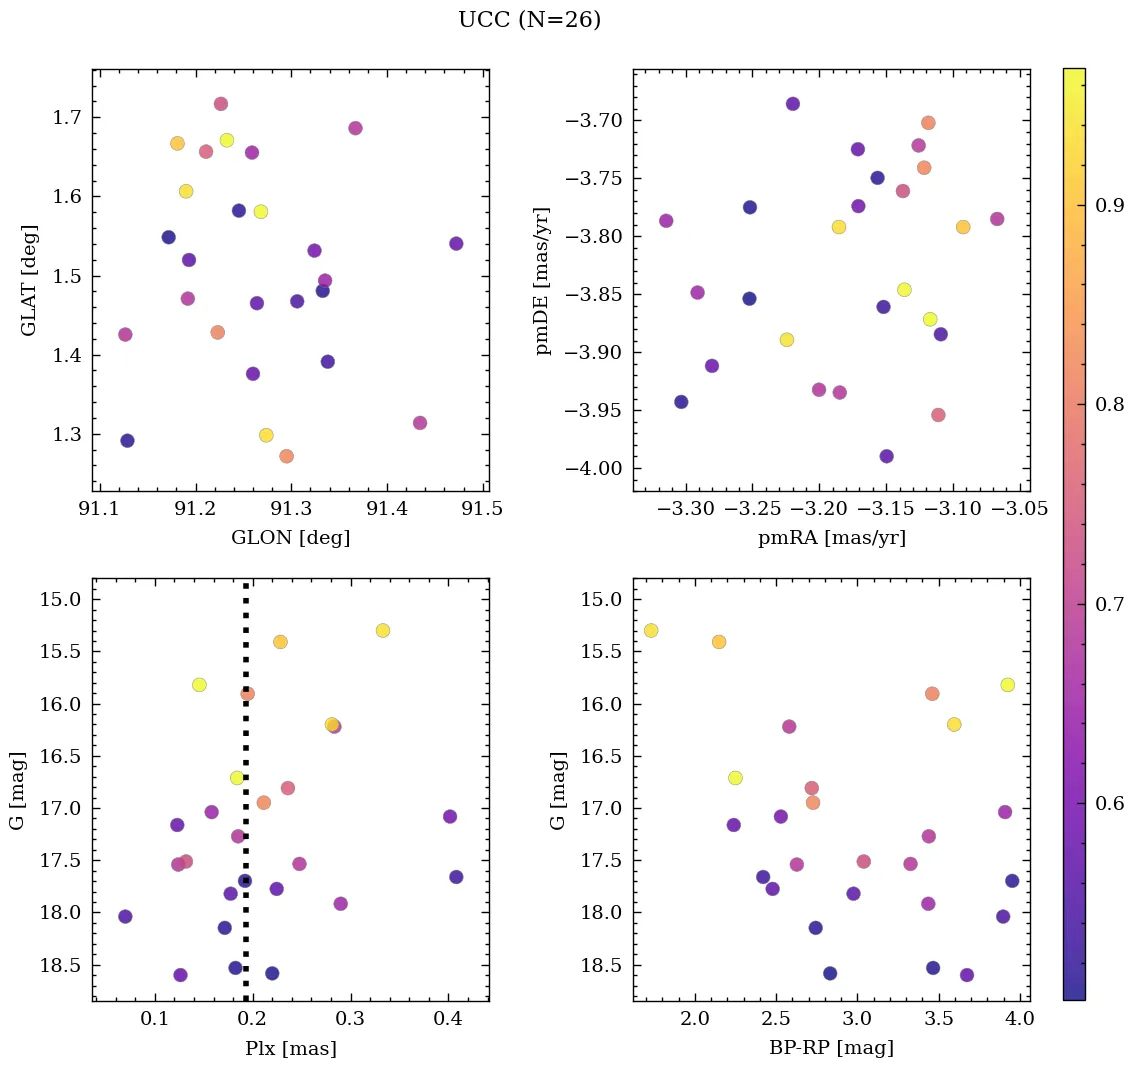 UCC (N=26)
1.7
1.6
1.5
1.4
1.3
GLAT [deg]
91.1 91.2 91.3 91.4 91.5
GLON [deg]
−3.70
−3.75
−3.80
−3.85
−3.90
−3.95
−4.00
pmDE [mas/yr]
−3.30 −3.25 −3.20 −3.15 −3.10 −3.05
pmRA [mas/yr]
0.9
0.8
0.7
0.6
15.0
15.5
16.0
16.5
17.0
17.5
18.0
18.5
G [mag]
0.1 0.2 0.3 0.4
Plx [mas]
15.0
15.5
16.0
16.5
17.0
17.5
18.0
18.5
G [mag]
2.0 2.5 3.0 3.5 4.0
BP-RP [mag]